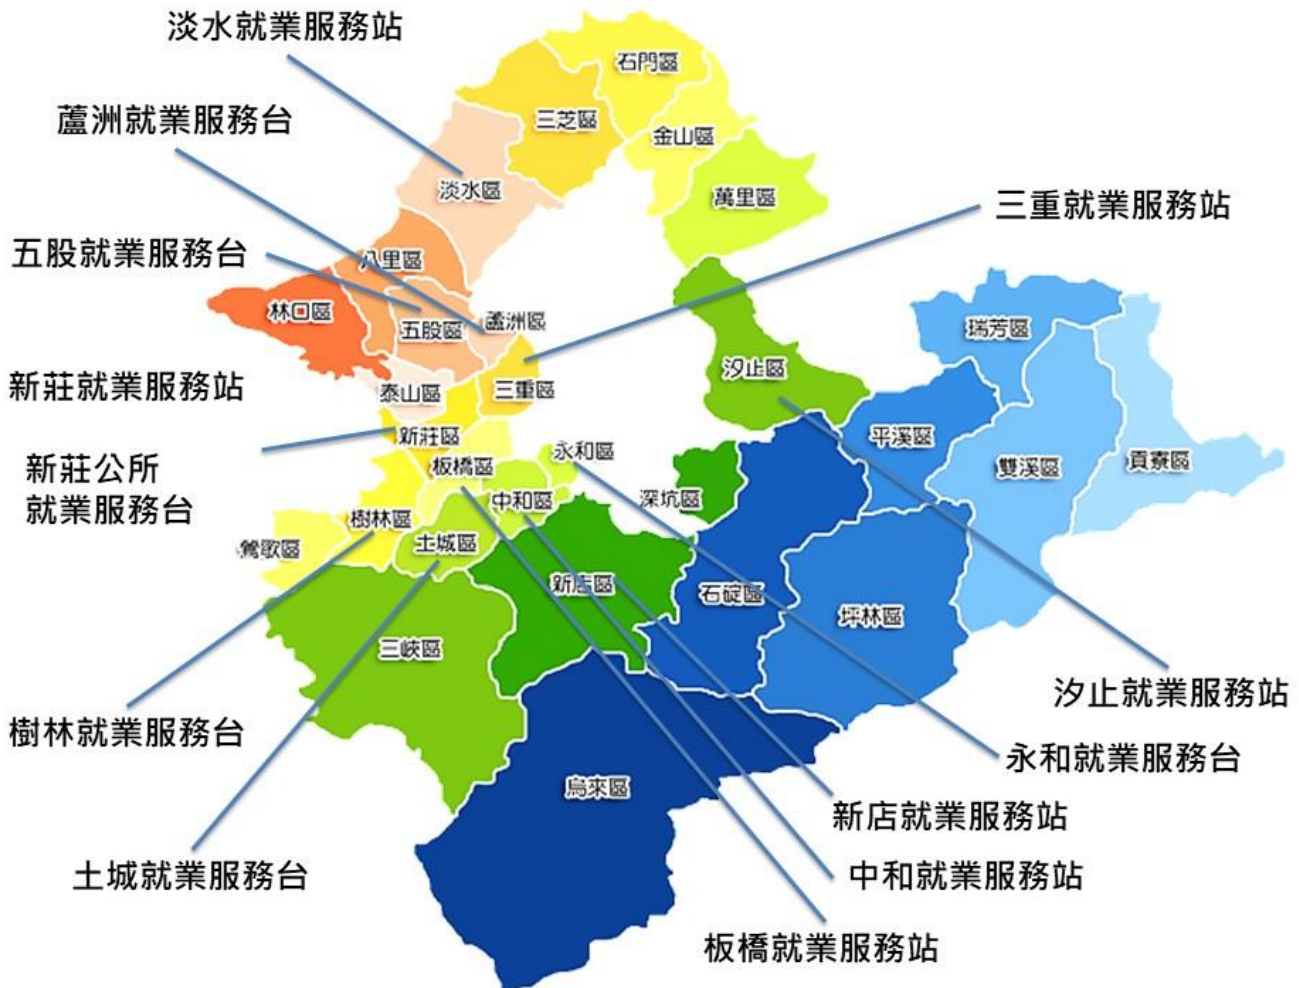 淡水就業服務站
石門區
蘆洲就業服務台
三芝區
金山區
淡水區
萬里區
三重就業服務站
五股就業服務台
八里區
林口區
五股區
蘆洲區
瑞芳區
汐止區
新莊就業服務站
泰山區
三重區
新莊區
平溪區
新莊公所
就業服務台
板橋區
永和區
雙溪區
貢寮區
深坑區
中和區
樹林區
土城區
鶯歌區
新店區
石碇區
坪林區
三峽區
汐止就業服務站
樹林就業服務台
永和就業服務台
烏來區
新店就業服務站
土城就業服務台
中和就業服務站
板橋就業服務站